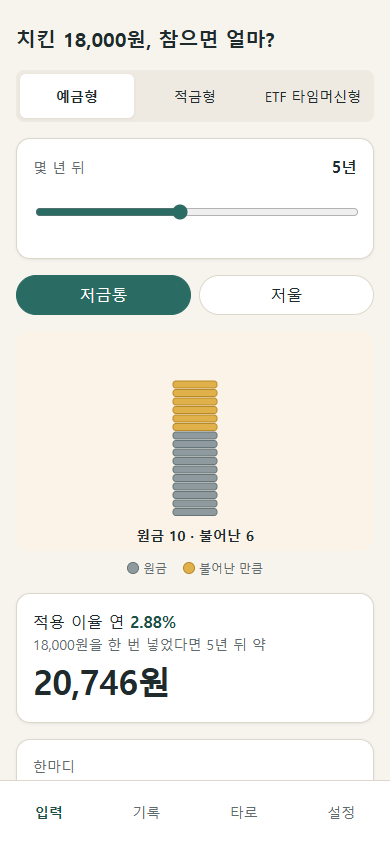 치킨 18,000원, 참으면 얼마?
예금형 적금형 ETF 타임머신형
몇 년 뒤 5년
저금통 저울
원금 10 · 불어난 6
원금 불어난 만큼
적용 이율 연 2.88%
18,000원을 한 번 넣었다면 5년 뒤 약
20,746원
한마디
입력 기록 타로 설정